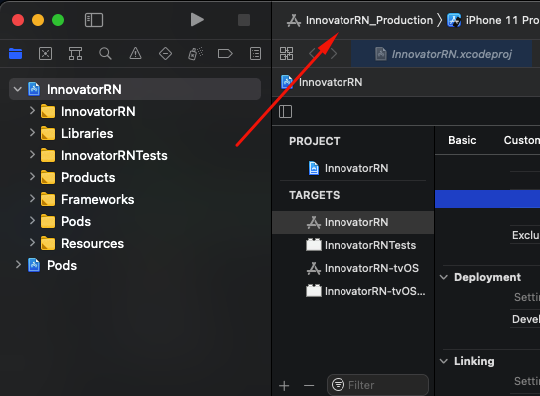 InnovatorRN_Production
iPhone 11 Pro
InnovatorRN.xcodeproj
InnovatorRN
InnovatorRN
InnovatorRN
Libraries
InnovatorRNTests
Products
Frameworks
Pods
Resources
Pods
PROJECT
InnovatorRN
TARGETS
InnovatorRN
InnovatorRNTests
InnovatorRN-tvOS
InnovatorRN-tvOS...
Filter
Basic
Custom
Exclu
Deployment
Settin
Devel
Linking
Settin